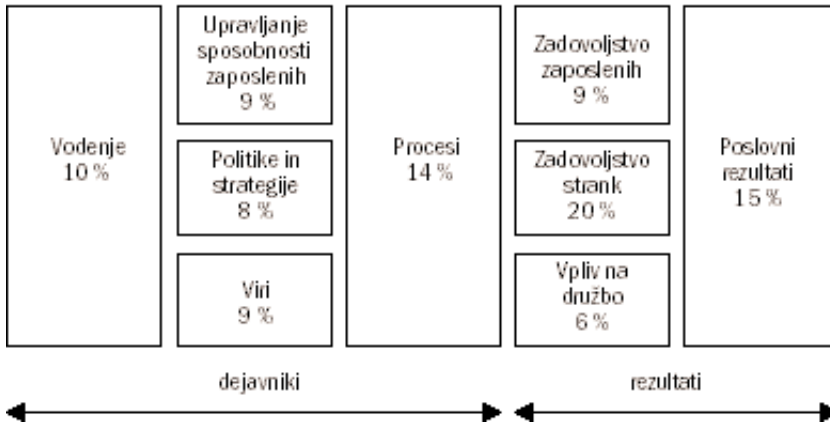 Vodenje
10 %
Upravljanje
sposobnosti
zaposlenih
9 %
Politike in
strategije
8 %
Viri
9 %
Procesi
14 %
Zadovoljstvo
zaposlenih
9 %
Zadovoljstvo
strank
20 %
Vpliv na
družbo
6 %
Poslovni
rezultati
15 %
dejavniki
rezultati